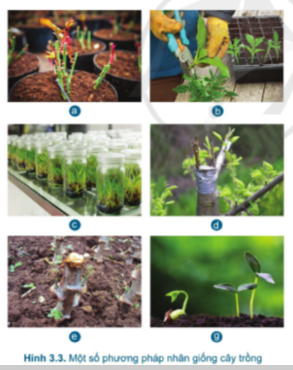 a
b
c
d
e
g
Hình 3.3. Một số phương pháp nhân giống cây trồng